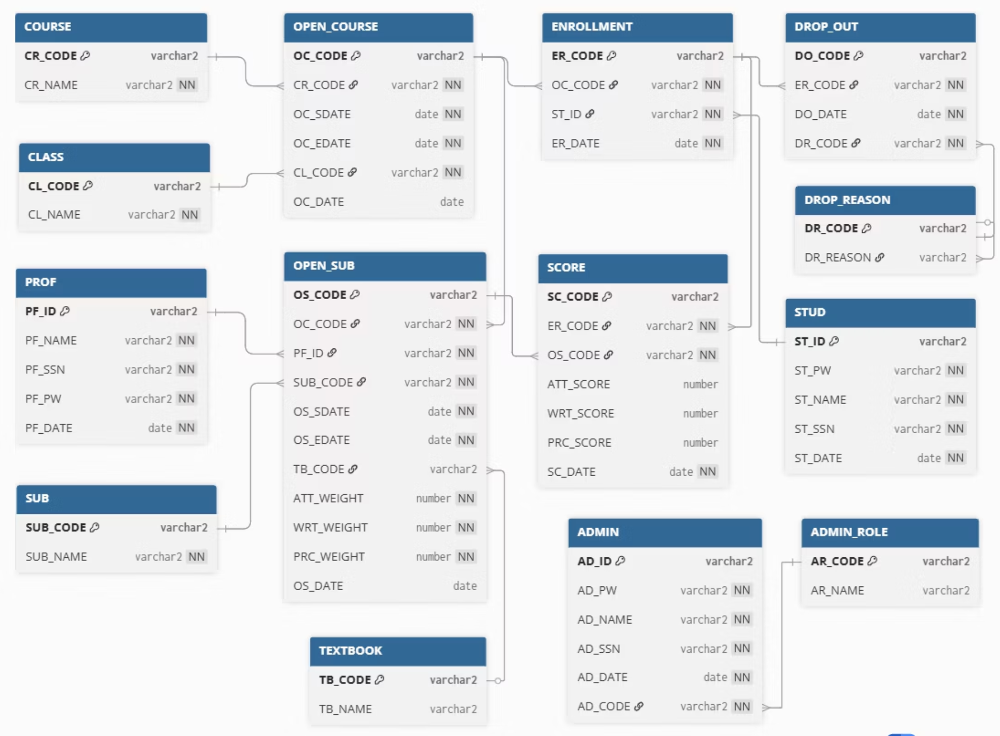 COURSE
CR_CODE varchar2
CR_NAME varchar2 NN
CLASS
CL_CODE varchar2
CL_NAME varchar2 NN
PROF
PF_ID varchar2
PF_NAME varchar2 NN
PF_SSN varchar2 NN
PF_PW varchar2 NN
PF_DATE date NN
SUB
SUB_CODE varchar2
SUB_NAME varchar2 NN
OPEN_COURSE
OC_CODE varchar2
CR_CODE varchar2 NN
OC_SDATE date NN
OC_EDATE date NN
CL_CODE varchar2 NN
OC_DATE date
OPEN_SUB
OS_CODE varchar2
OC_CODE varchar2 NN
PF_ID varchar2 NN
SUB_CODE varchar2 NN
OS_SDATE date NN
OS_EDATE date NN
TB_CODE varchar2
ATT_WEIGHT number NN
WRT_WEIGHT number NN
PRC_WEIGHT number NN
OS_DATE date
TEXTBOOK
TB_CODE varchar2
TB_NAME varchar2
ENROLLMENT
ER_CODE varchar2
OC_CODE varchar2 NN
ST_ID varchar2 NN
ER_DATE date NN
SCORE
SC_CODE varchar2
ER_CODE varchar2 NN
OS_CODE varchar2 NN
ATT_SCORE number
WRT_SCORE number
PRC_SCORE number
SC_DATE date NN
ADMIN
AD_ID varchar2
AD_PW varchar2 NN
AD_NAME varchar2 NN
AD_SSN varchar2 NN
AD_DATE date NN
AD_CODE varchar2 NN
DROP_OUT
DO_CODE varchar2
ER_CODE varchar2 NN
DO_DATE date NN
DR_CODE varchar2 NN
DROP_REASON
DR_CODE varchar2
DR_REASON varchar2
STUD
ST_ID varchar2
ST_PW varchar2 NN
ST_NAME varchar2 NN
ST_SSN varchar2 NN
ST_DATE date NN
ADMIN_ROLE
AR_CODE varchar2
AR_NAME varchar2